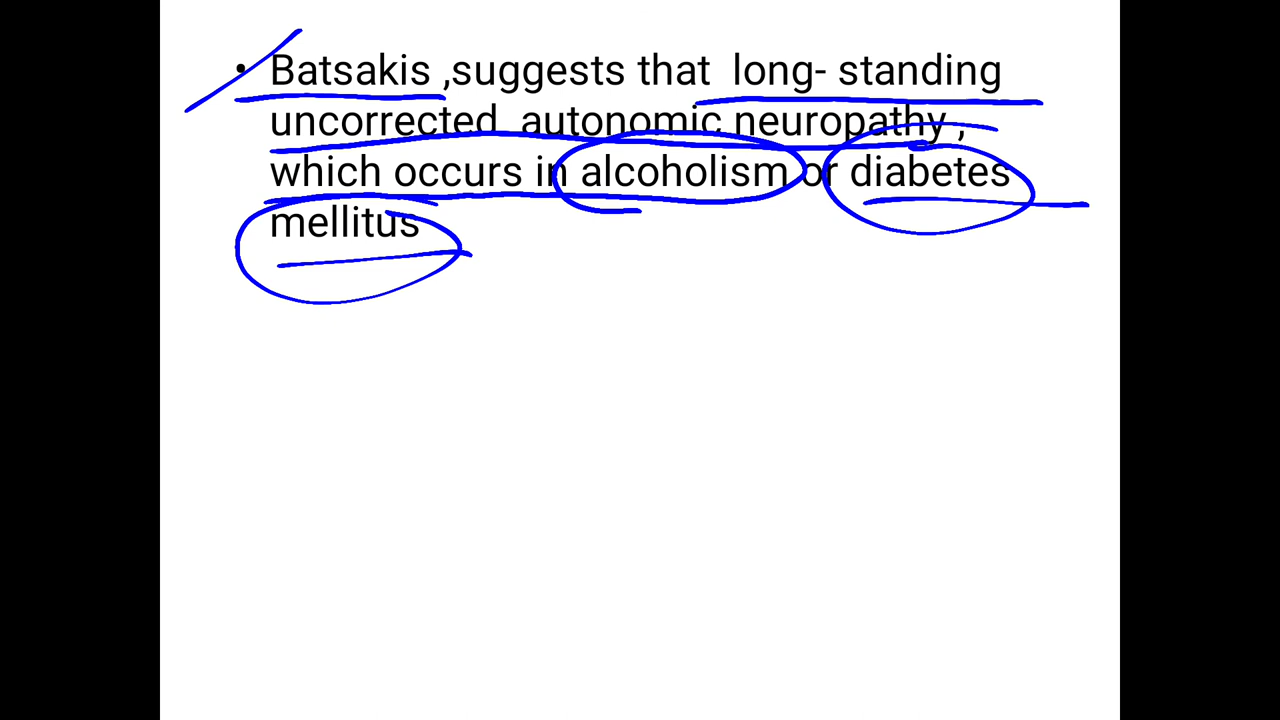 • Batsakis ,suggests that long- standing
uncorrected autonomic neuropathy ,
which occurs in alcoholism or diabetes
mellitus